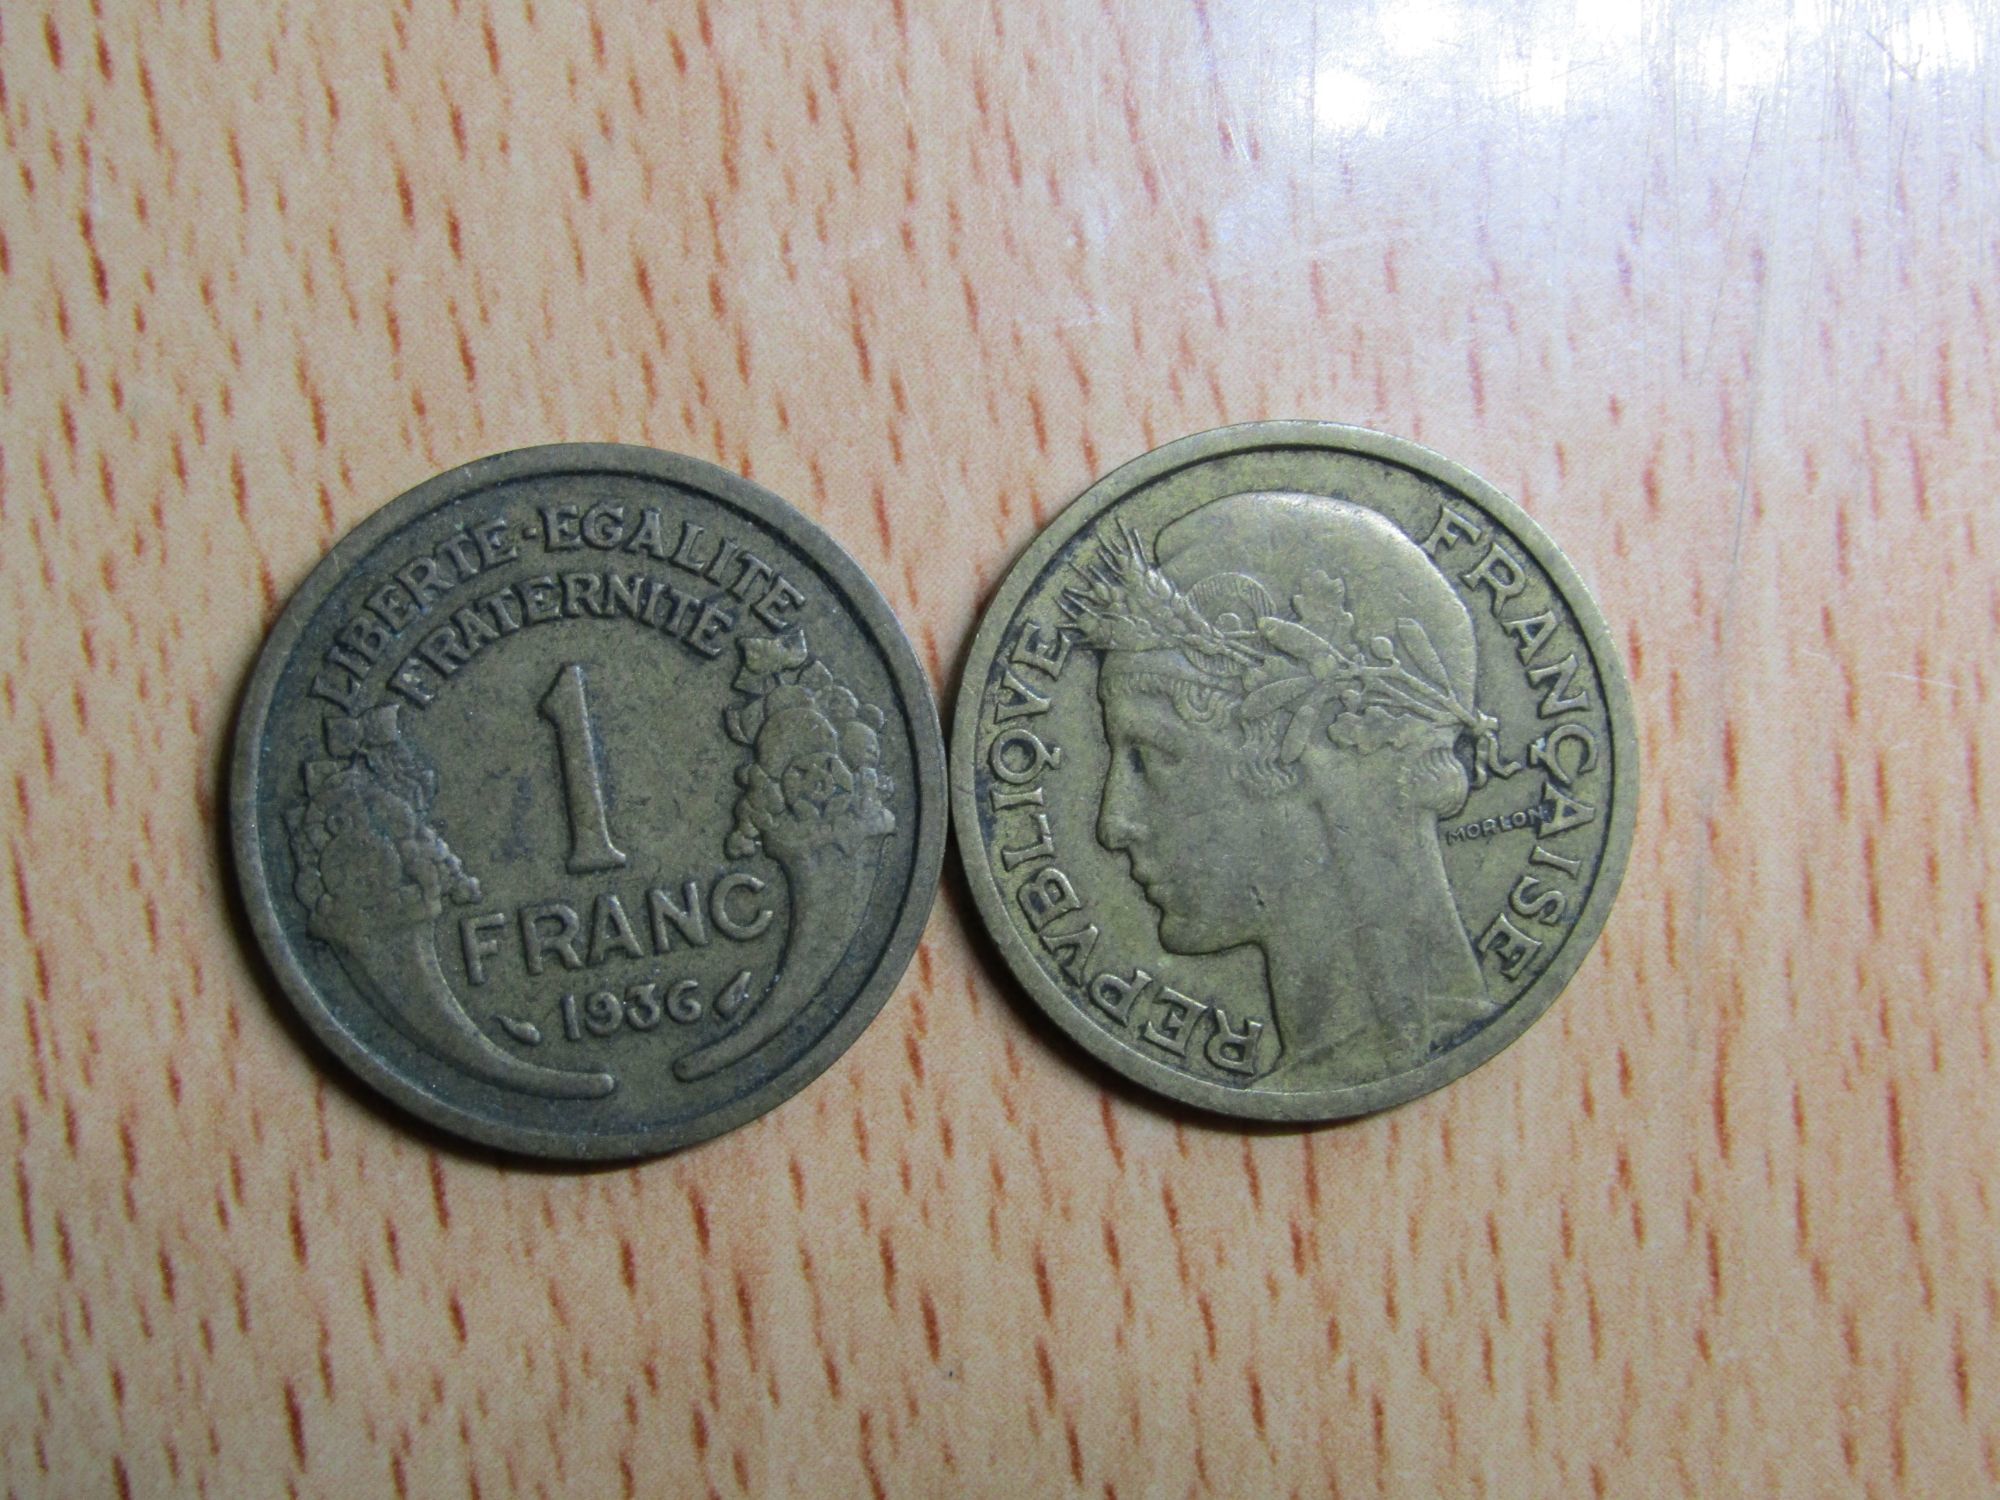 LIBERTE·EGALITE
FRATERNITE
1
FRANC
1936
REPVBLIQVE FRANÇAISE
MORLON